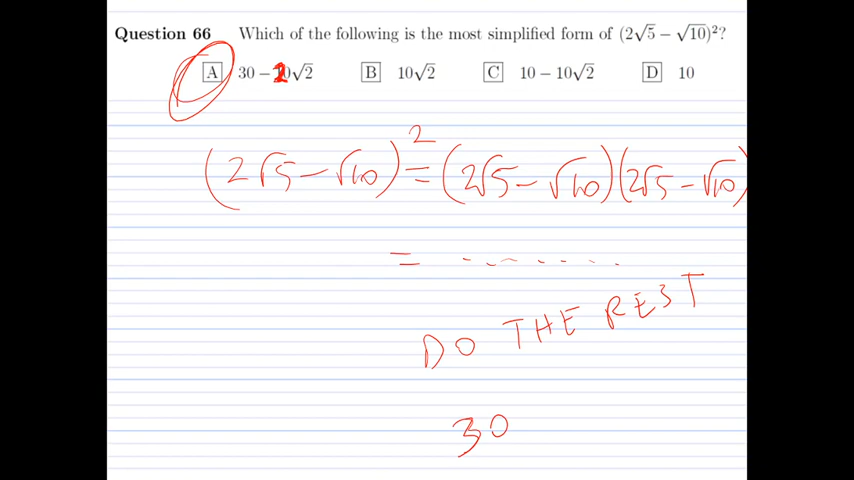 Question 66 Which of the following is the most simplified form of (2√5 − √10)²?
A 30 − 20√2 B 10√2 C 10 − 10√2 D 10
(2√5 − √10)² = (2√5 − √10)(2√5 − √10)
= ........
DO THE REST
30